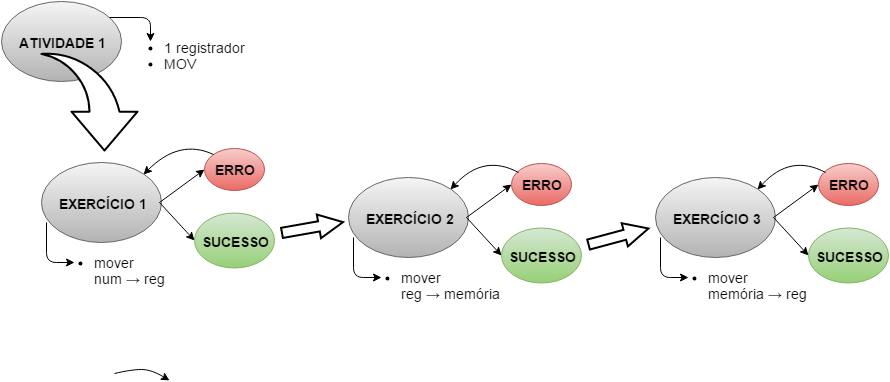 ATIVIDADE 1
• 1 registrador
• MOV
EXERCÍCIO 1
ERRO
SUCESSO
• mover
num → reg
EXERCÍCIO 2
ERRO
SUCESSO
• mover
reg → memória
EXERCÍCIO 3
ERRO
SUCESSO
• mover
memória → reg